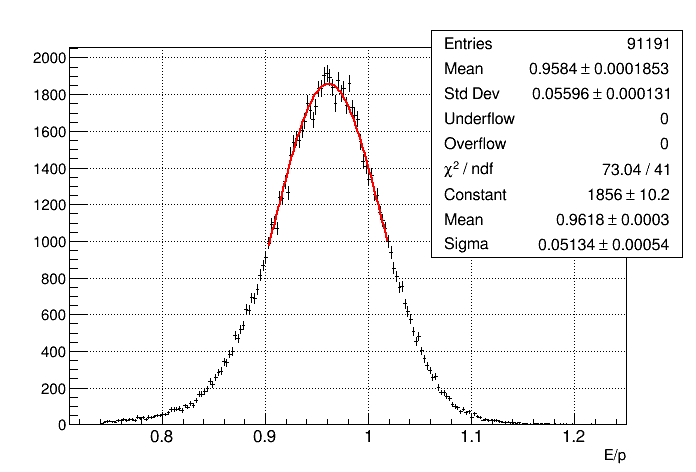 Entries 91191
Mean 0.9584 ± 0.0001853
Std Dev 0.05596 ± 0.000131
Underflow 0
Overflow 0
χ² / ndf 73.04 / 41
Constant 1856 ± 10.2
Mean 0.9618 ± 0.0003
Sigma 0.05134 ± 0.00054
2000
1800
1600
1400
1200
1000
800
600
400
200
0
0.8 0.9 1 1.1 1.2
E/p